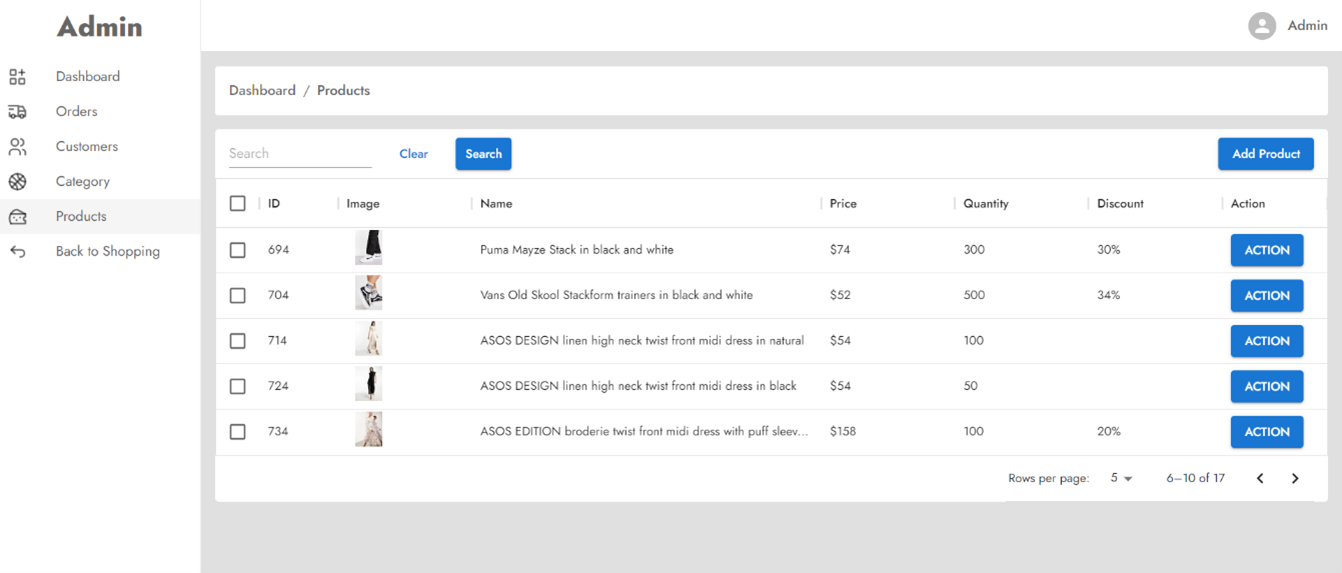 Admin
Admin
Dashboard
Orders
Customers
Category
Products
Back to Shopping
Dashboard / Products
Search Clear Search Add Product
ID Image Name Price Quantity Discount Action
694 Puma Mayze Stack in black and white $74 300 30% ACTION
704 Vans Old Skool Stackform trainers in black and white $52 500 34% ACTION
714 ASOS DESIGN linen high neck twist front midi dress in natural $54 100 ACTION
724 ASOS DESIGN linen high neck twist front midi dress in black $54 50 ACTION
734 ASOS EDITION broderie twist front midi dress with puff sleev... $158 100 20% ACTION
Rows per page: 5 6–10 of 17